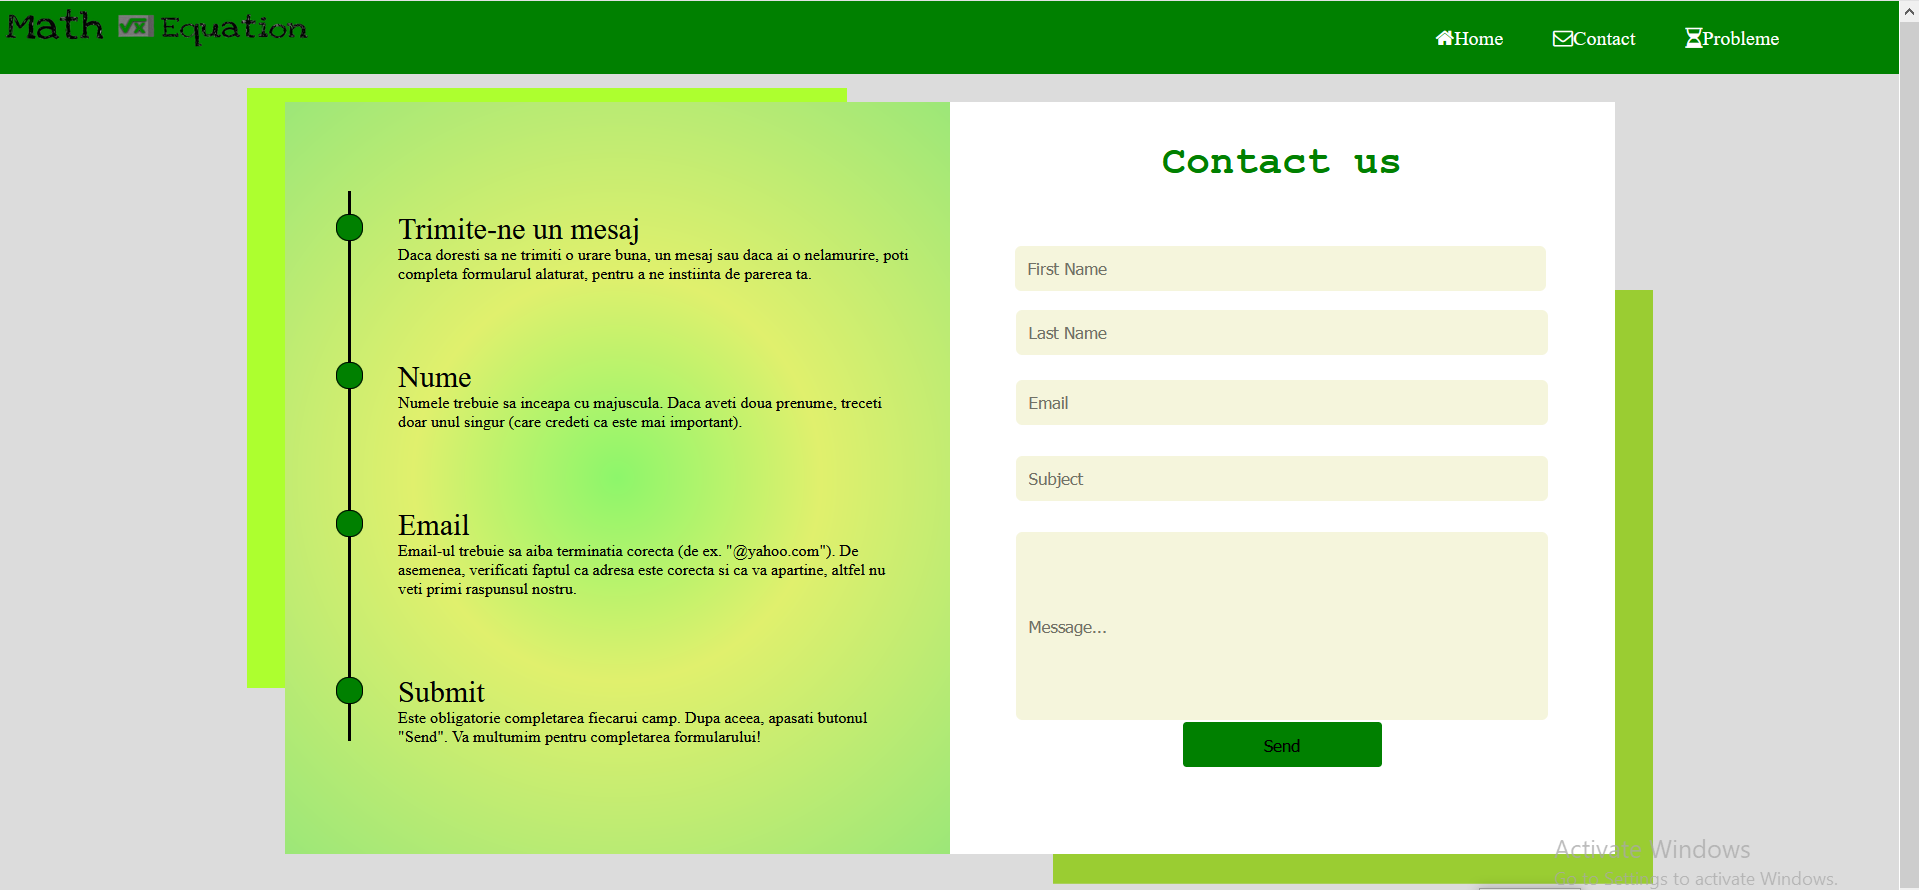 Math √x Equation
Home Contact Probleme
Trimite-ne un mesaj
Daca doresti sa ne trimiti o urare buna, un mesaj sau daca ai o nelamurire, poti
completa formularul alaturat, pentru a ne instiinta de parerea ta.
Nume
Numele trebuie sa inceapa cu majuscula. Daca aveti doua prenume, treceti
doar unul singur (care credeti ca este mai important).
Email
Email-ul trebuie sa aiba terminatia corecta (de ex. "@yahoo.com"). De
asemenea, verificati faptul ca adresa este corecta si ca va apartine, altfel nu
veti primi raspunsul nostru.
Submit
Este obligatorie completarea fiecarui camp. Dupa aceea, apasati butonul
"Send". Va multumim pentru completarea formularului!
Contact us
First Name
Last Name
Email
Subject
Message...
Send
Activate Windows
Go to Settings to activate Windows.